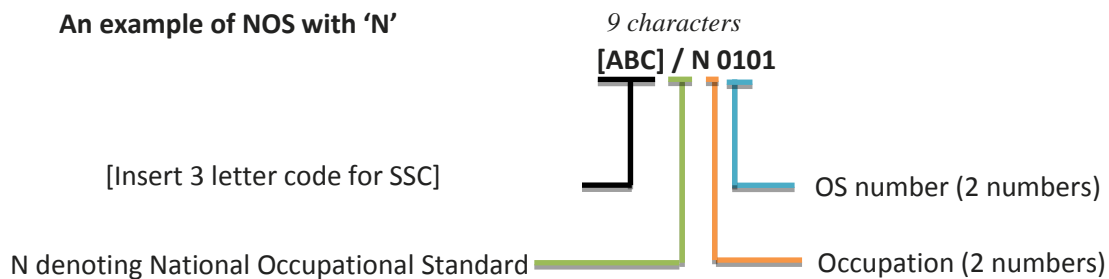 An example of NOS with ‘N’
9 characters
[ABC] / N 0101
[Insert 3 letter code for SSC]
OS number (2 numbers)
N denoting National Occupational Standard
Occupation (2 numbers)